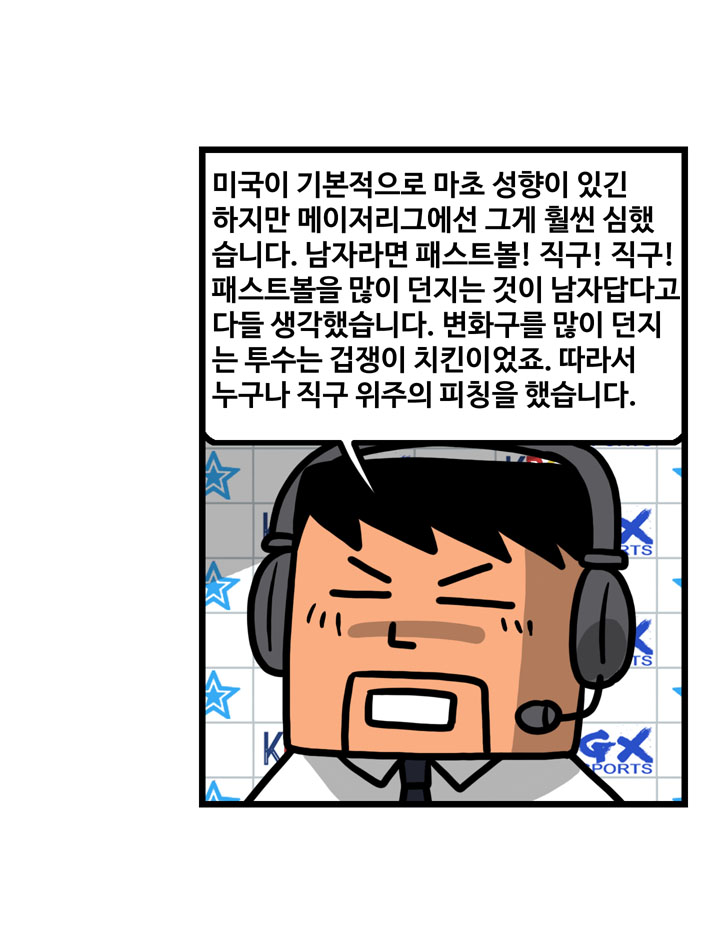 미국이 기본적으로 마초 성향이 있긴
하지만 메이저리그에선 그게 훨씬 심했
습니다. 남자라면 패스트볼! 직구! 직구!
패스트볼을 많이 던지는 것이 남자답다고
다들 생각했습니다. 변화구를 많이 던지
는 투수는 겁쟁이 치킨이었죠. 따라서
누구나 직구 위주의 피칭을 했습니다.
GX
SPORTS